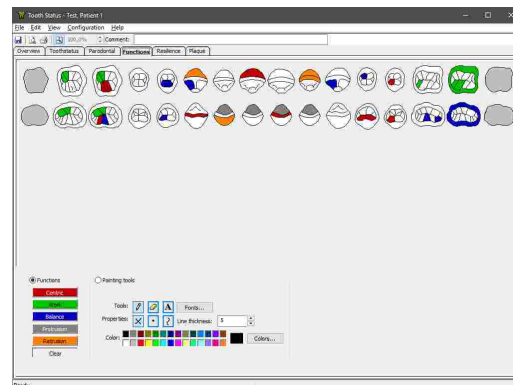 Tooth Status - Test, Patient 1
File Edit View Configuration Help
100,0% Comment:
Overview Toothstatus Parodontal Functions Resilience Plaque
Functions Painting tools
Centric
Work
Balance
Protrusion
Retrusion
Clear
Tools: A Fonts...
Properties: Line thickness: 5
Color: Colors...
Ready